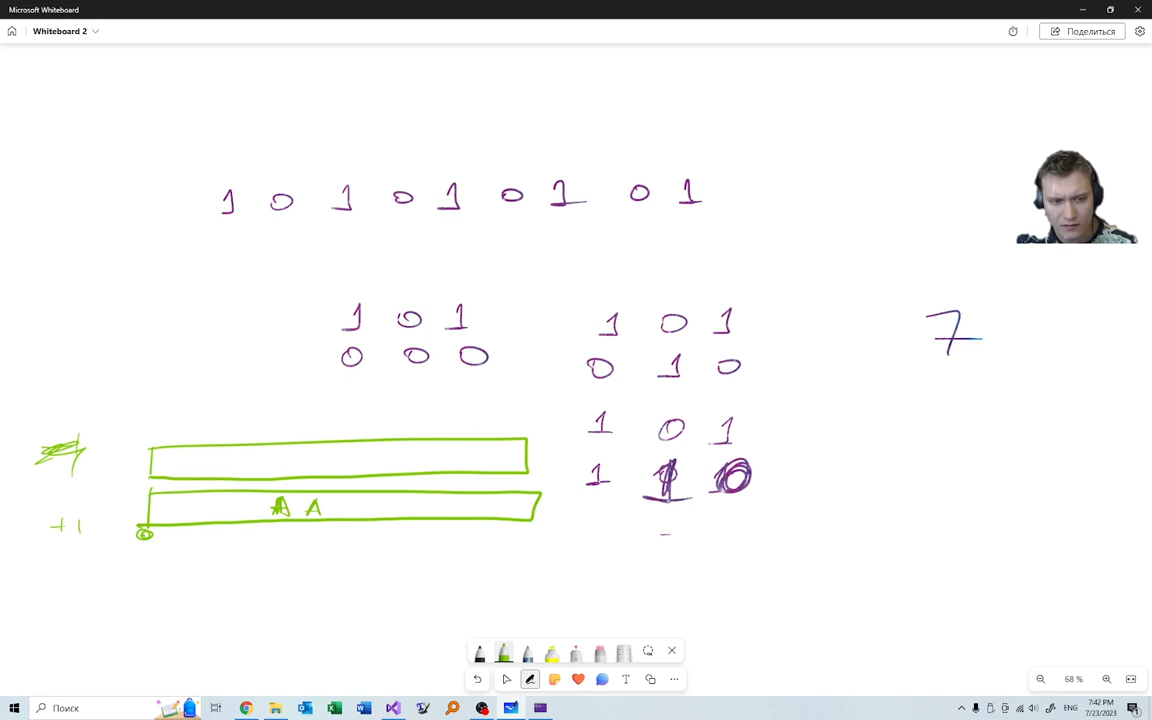 Microsoft Whiteboard
Whiteboard 2
Поделиться
1 0 1 0 1 0 1 0 1
1 0 1
0 0 0
1 0 1
0 1 0
1 0 1
1
7
A A
+1
68 %
Поиск
ENG
7:42 PM
7/23/2023